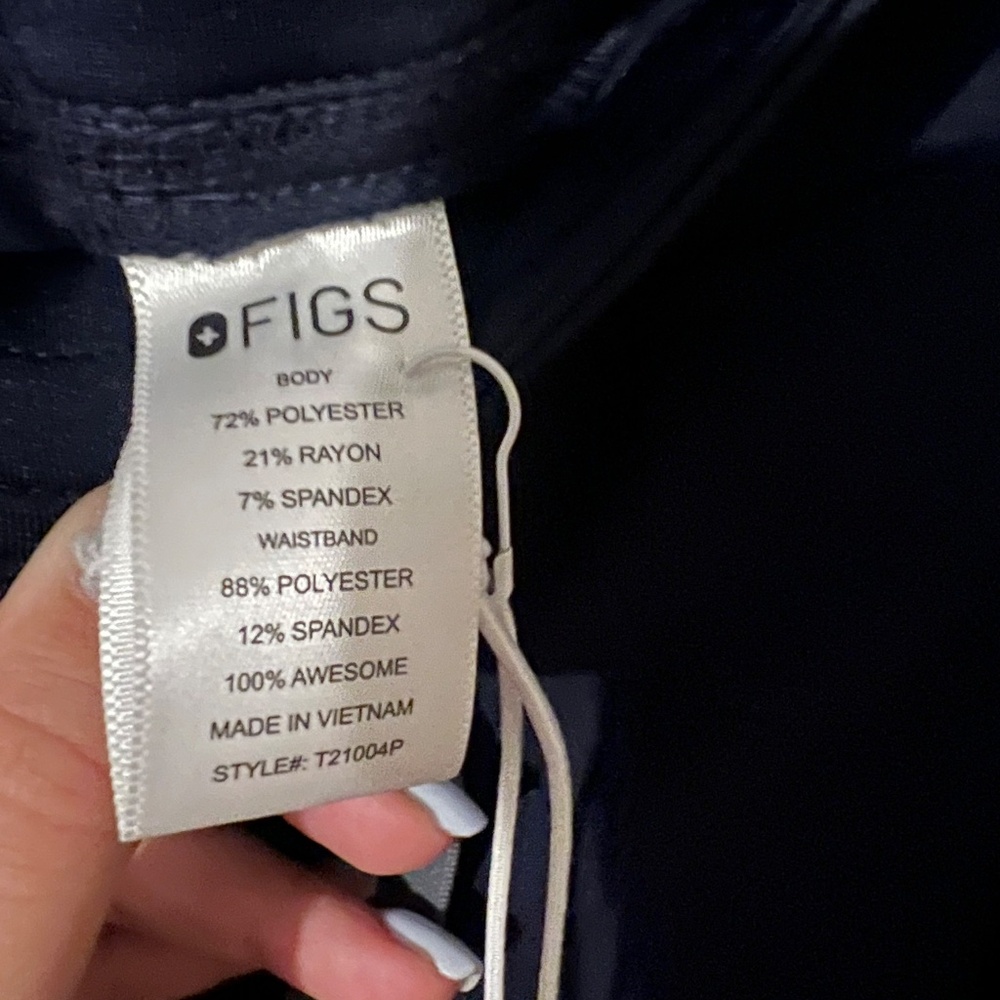 FIGS
BODY
72% POLYESTER
21% RAYON
7% SPANDEX
WAISTBAND
88% POLYESTER
12% SPANDEX
100% AWESOME
MADE IN VIETNAM
STYLE#: T21004P